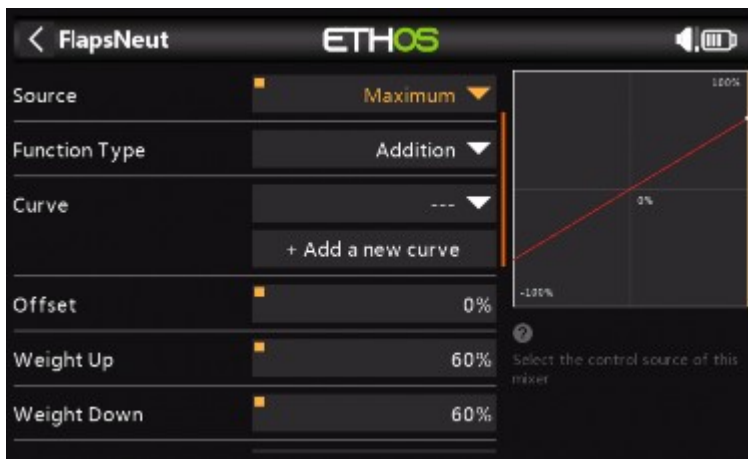 FlapsNeut
ETHOS
Source
Maximum
Function Type
Addition
Curve
---
+ Add a new curve
Offset
0%
Weight Up
60%
Weight Down
60%
100%
0%
-100%
?
Select the control source of this
mixer